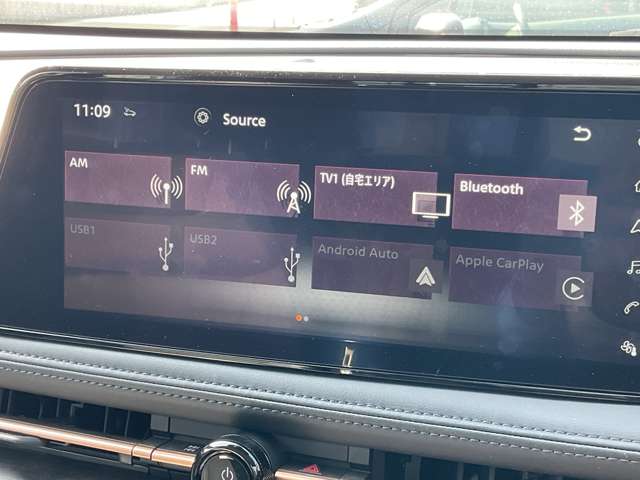 11:09
Source
AM
FM
TV1 (自宅エリア)
Bluetooth
USB1
USB2
Android Auto
Apple CarPlay